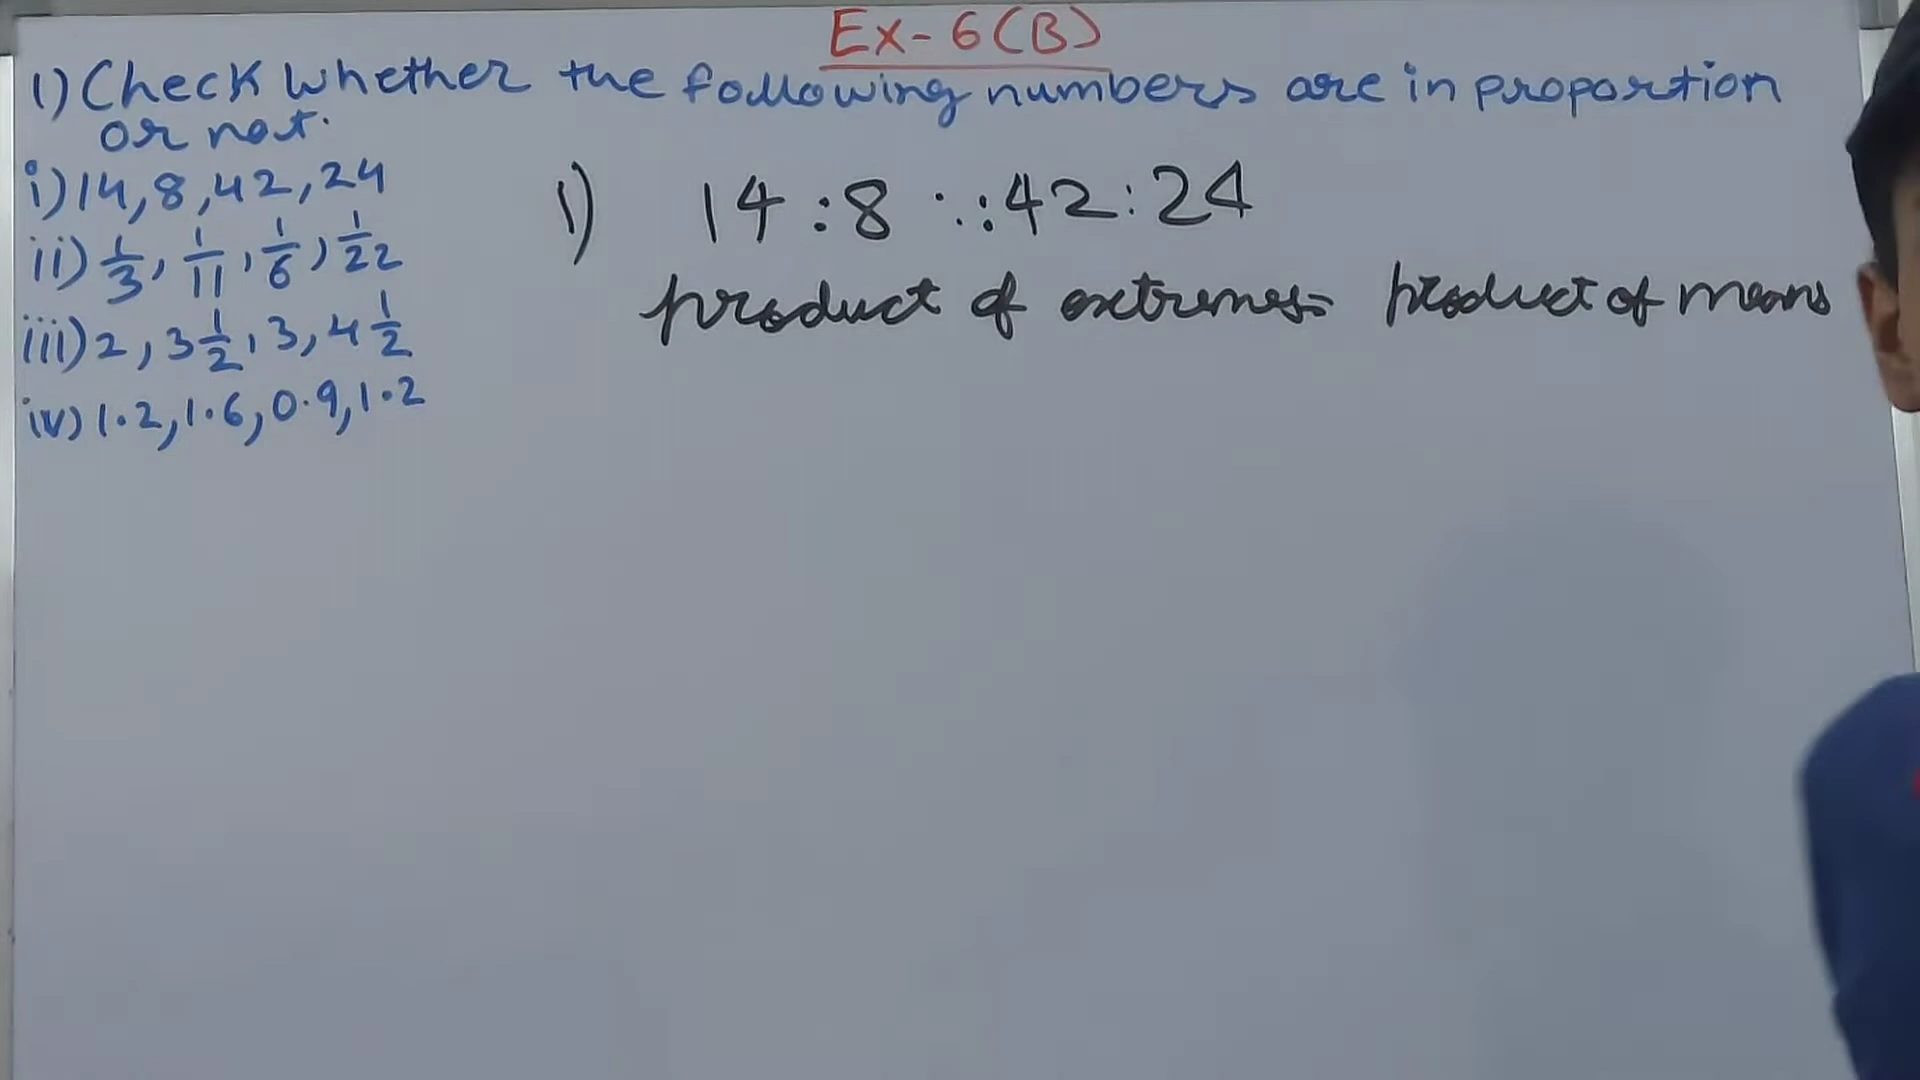 Ex-6(B)
1) Check whether the following numbers are in proportion
or not.
i) 14, 8, 42, 24
ii) 1/3, 1/11, 1/6, 1/22
iii) 2, 3 1/2, 3, 4 1/2
iv) 1.2, 1.6, 0.9, 1.2
1) 14 : 8 :: 42 : 24
product of extremes = product of means